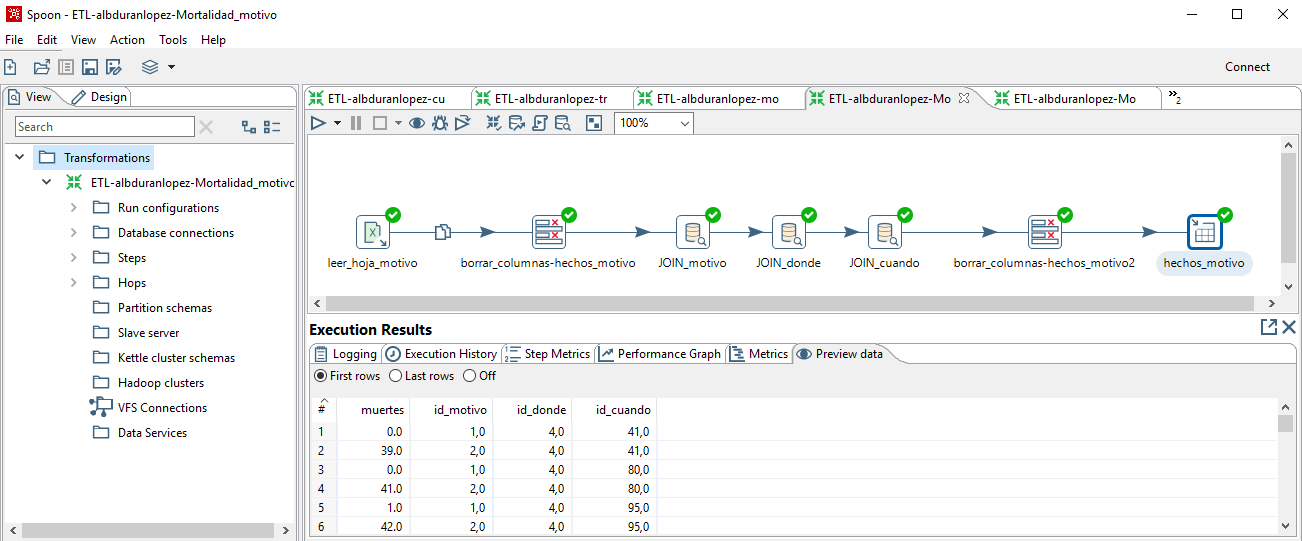 Spoon - ETL-albduranlopez-Mortalidad_motivo
File Edit View Action Tools Help
Connect
View Design
Search
Transformations
ETL-albduranlopez-Mortalidad_motivo
Run configurations
Database connections
Steps
Hops
Partition schemas
Slave server
Kettle cluster schemas
Hadoop clusters
VFS Connections
Data Services
ETL-albduranlopez-cu ETL-albduranlopez-tr ETL-albduranlopez-mo ETL-albduranlopez-Mo ETL-albduranlopez-Mo »2
100%
leer_hoja_motivo borrar_columnas-hechos_motivo JOIN_motivo JOIN_donde JOIN_cuando borrar_columnas-hechos_motivo2 hechos_motivo
Execution Results
Logging Execution History Step Metrics Performance Graph Metrics Preview data
First rows Last rows Off
# muertes id_motivo id_donde id_cuando
1 0.0 1,0 4,0 41,0
2 39.0 2,0 4,0 41,0
3 0.0 1,0 4,0 80,0
4 41.0 2,0 4,0 80,0
5 1.0 1,0 4,0 95,0
6 42.0 2,0 4,0 95,0